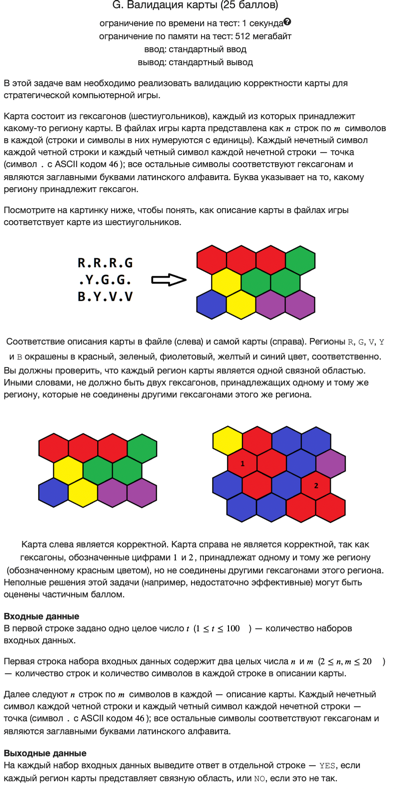 G. Валидация карты (25 баллов)
ограничение по времени на тест: 1 секунда?
ограничение по памяти на тест: 512 мегабайт
ввод: стандартный ввод
вывод: стандартный вывод
В этой задаче вам необходимо реализовать валидацию корректности карты для
стратегической компьютерной игры.
Карта состоит из гексагонов (шестиугольников), каждый из которых принадлежит
какому-то региону карты. В файлах игры карта представлена как n строк по m символов
в каждой (строки и символы в них нумеруются с единицы). Каждый нечетный символ
каждой четной строки и каждый четный символ каждой нечетной строки — точка
(символ . с ASCII кодом 46); все остальные символы соответствуют гексагонам и
являются заглавными буквами латинского алфавита. Буква указывает на то, какому
региону принадлежит гексагон.
Посмотрите на картинку ниже, чтобы понять, как описание карты в файлах игры
соответствует карте из шестиугольников.
R.R.R.G
.Y.G.G.
B.Y.V.V
Соответствие описания карты в файле (слева) и самой карты (справа). Регионы R, G, V, Y
и B окрашены в красный, зеленый, фиолетовый, желтый и синий цвет, соответственно.
Вы должны проверить, что каждый регион карты является одной связной областью.
Иными словами, не должно быть двух гексагонов, принадлежащих одному и тому же
региону, которые не соединены другими гексагонами этого же региона.
1
2
Карта слева является корректной. Карта справа не является корректной, так как
гексагоны, обозначенные цифрами 1 и 2, принадлежат одному и тому же региону
(обозначенному красным цветом), но не соединены другими гексагонами этого региона.
Неполные решения этой задачи (например, недостаточно эффективные) могут быть
оценены частичным баллом.
Входные данные
В первой строке задано одно целое число t (1 ≤ t ≤ 100 ) — количество наборов
входных данных.
Первая строка набора входных данных содержит два целых числа n и m (2 ≤ n, m ≤ 20 )
— количество строк и количество символов в каждой строке в описании карты.
Далее следуют n строк по m символов в каждой — описание карты. Каждый нечетный
символ каждой четной строки и каждый четный символ каждой нечетной строки —
точка (символ . с ASCII кодом 46); все остальные символы соответствуют гексагонам и
являются заглавными буквами латинского алфавита.
Выходные данные
На каждый набор входных данных выведите ответ в отдельной строке — YES, если
каждый регион карты представляет связную область, или NO, если это не так.